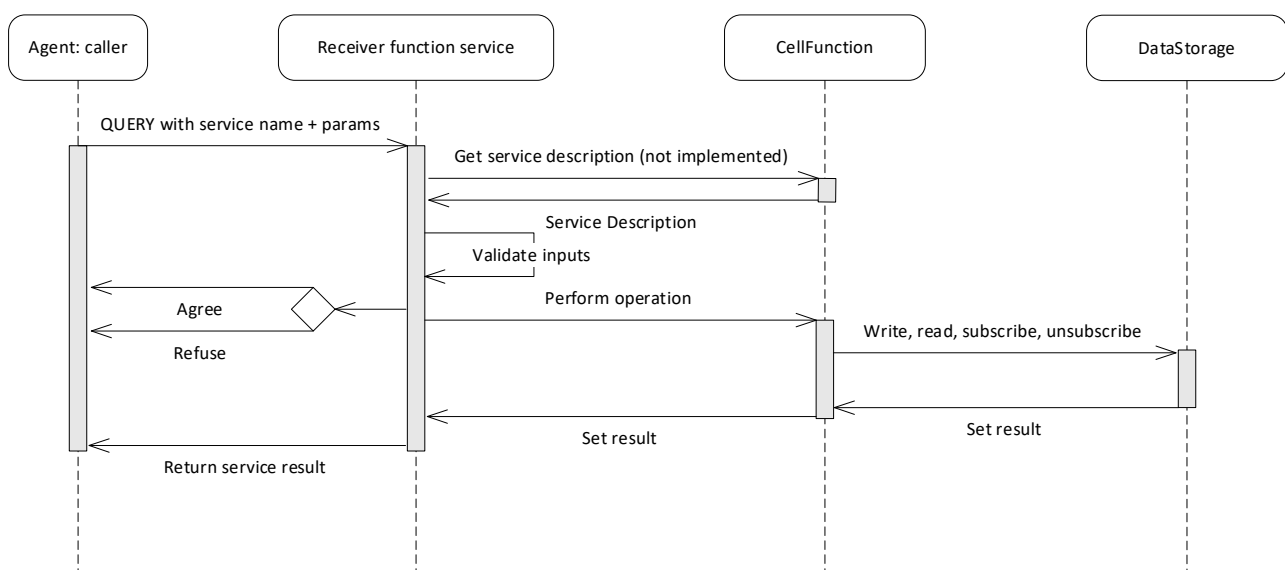 Agent: caller
Receiver function service
CellFunction
DataStorage
QUERY with service name + params
Get service description (not implemented)
Service Description
Validate inputs
Agree
Perform operation
Refuse
Write, read, subscribe, unsubscribe
Set result
Set result
Return service result